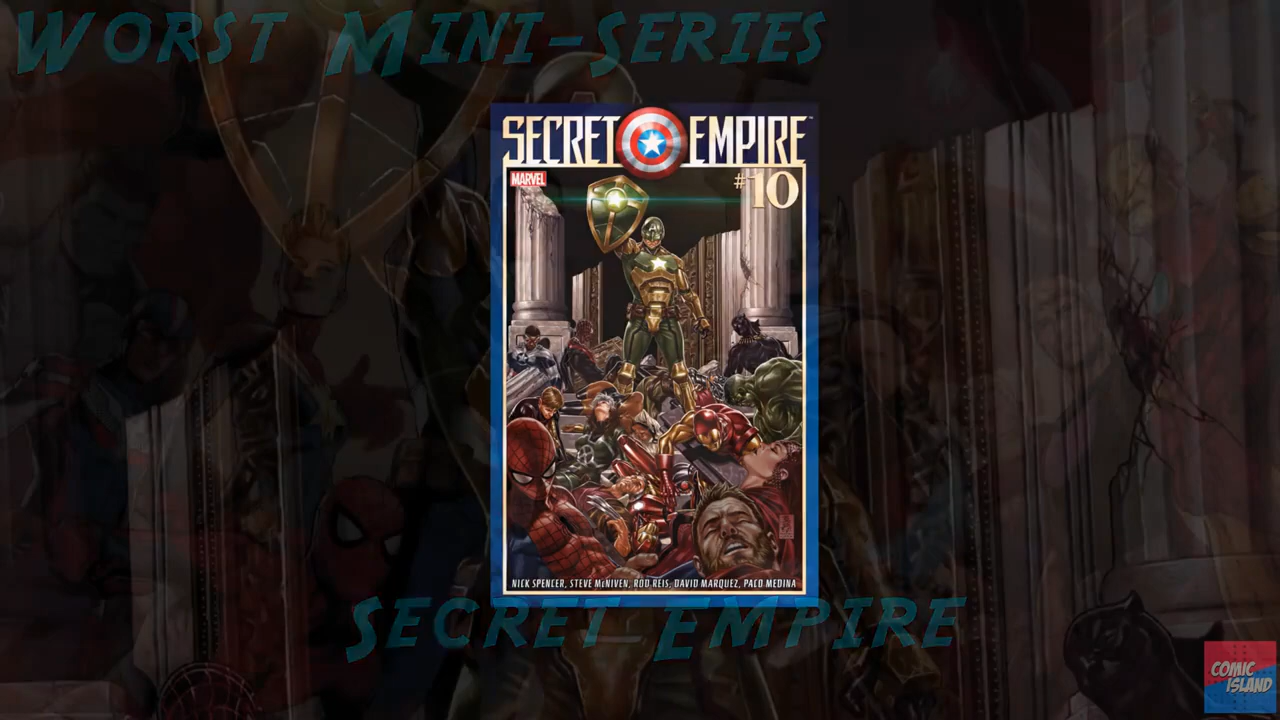 WORST MINI-SERIES
SECRET EMPIRE
MARVEL
#10
NICK SPENCER, STEVE McNIVEN, ROD REIS, DAVID MARQUEZ, PACO MEDINA
SECRET EMPIRE
COMIC
ISLAND